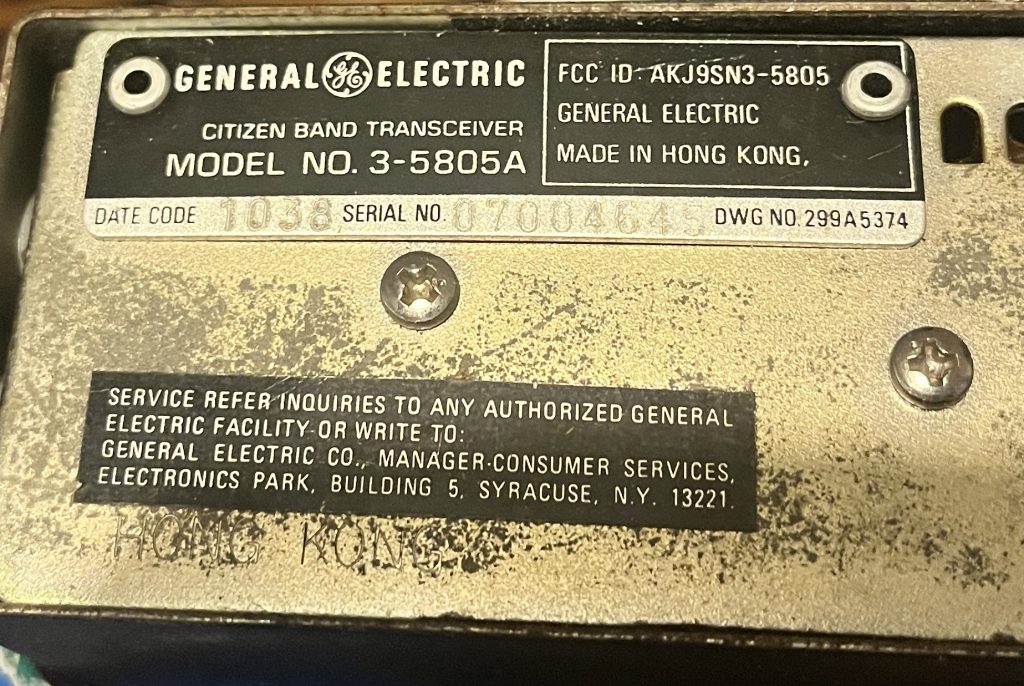 GENERAL GE ELECTRIC
CITIZEN BAND TRANSCEIVER
MODEL NO. 3-5805A
FCC ID: AKJ9SN3-5805
GENERAL ELECTRIC
MADE IN HONG KONG.
DATE CODE 1038 SERIAL NO. 07004645 DWG NO. 299A5374
SERVICE REFER INQUIRIES TO ANY AUTHORIZED GENERAL
ELECTRIC FACILITY OR WRITE TO:
GENERAL ELECTRIC CO., MANAGER-CONSUMER SERVICES,
ELECTRONICS PARK, BUILDING 5, SYRACUSE, N.Y. 13221.
HONG KONG